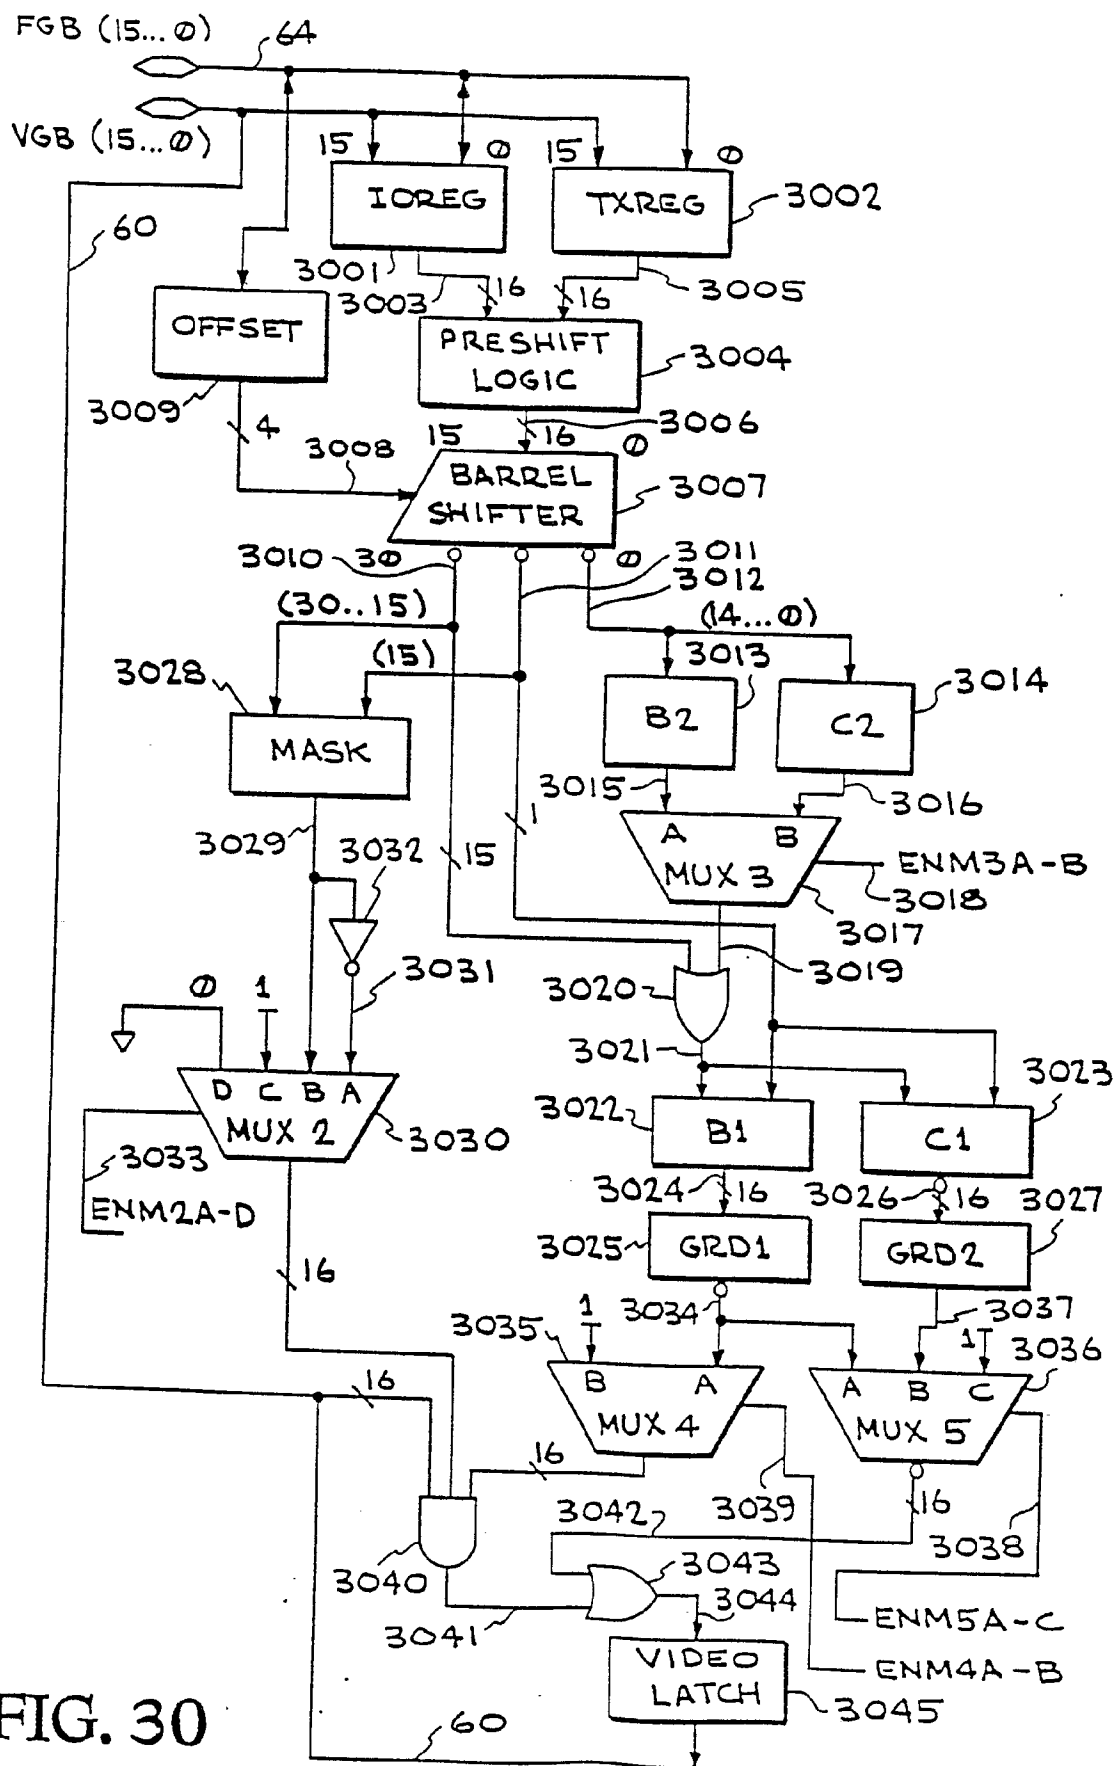 FGB (15...0)
64
VGB (15...0)
15
0
15
0
IOREG
TXREG
3002
60
3001
3003
16
16
3005
OFFSET
PRESHIFT
LOGIC
3004
3009
4
15
16
3006
0
3008
BARREL
SHIFTER
3007
3010
30
0
3011
3012
(30..15)
(14...0)
(15)
3013
3028
3014
B2
C2
MASK
3015
3016
1
3029
3032
15
A
B
MUX 3
ENM3A-B
3018
3017
3031
3019
0
1
3020
3021
3023
D C B A
MUX 2
3030
3022
B1
C1
3033
3024
16
3026
16
3027
ENM2A-D
3025
GRD1
GRD2
16
3034
3037
3035
1
1
3036
B
A
MUX 4
A
B
C
MUX 5
16
16
3039
16
3042
3038
3040
3043
3044
3041
ENM5A-C
VIDEO
LATCH
ENM4A-B
3045
FIG. 30
60